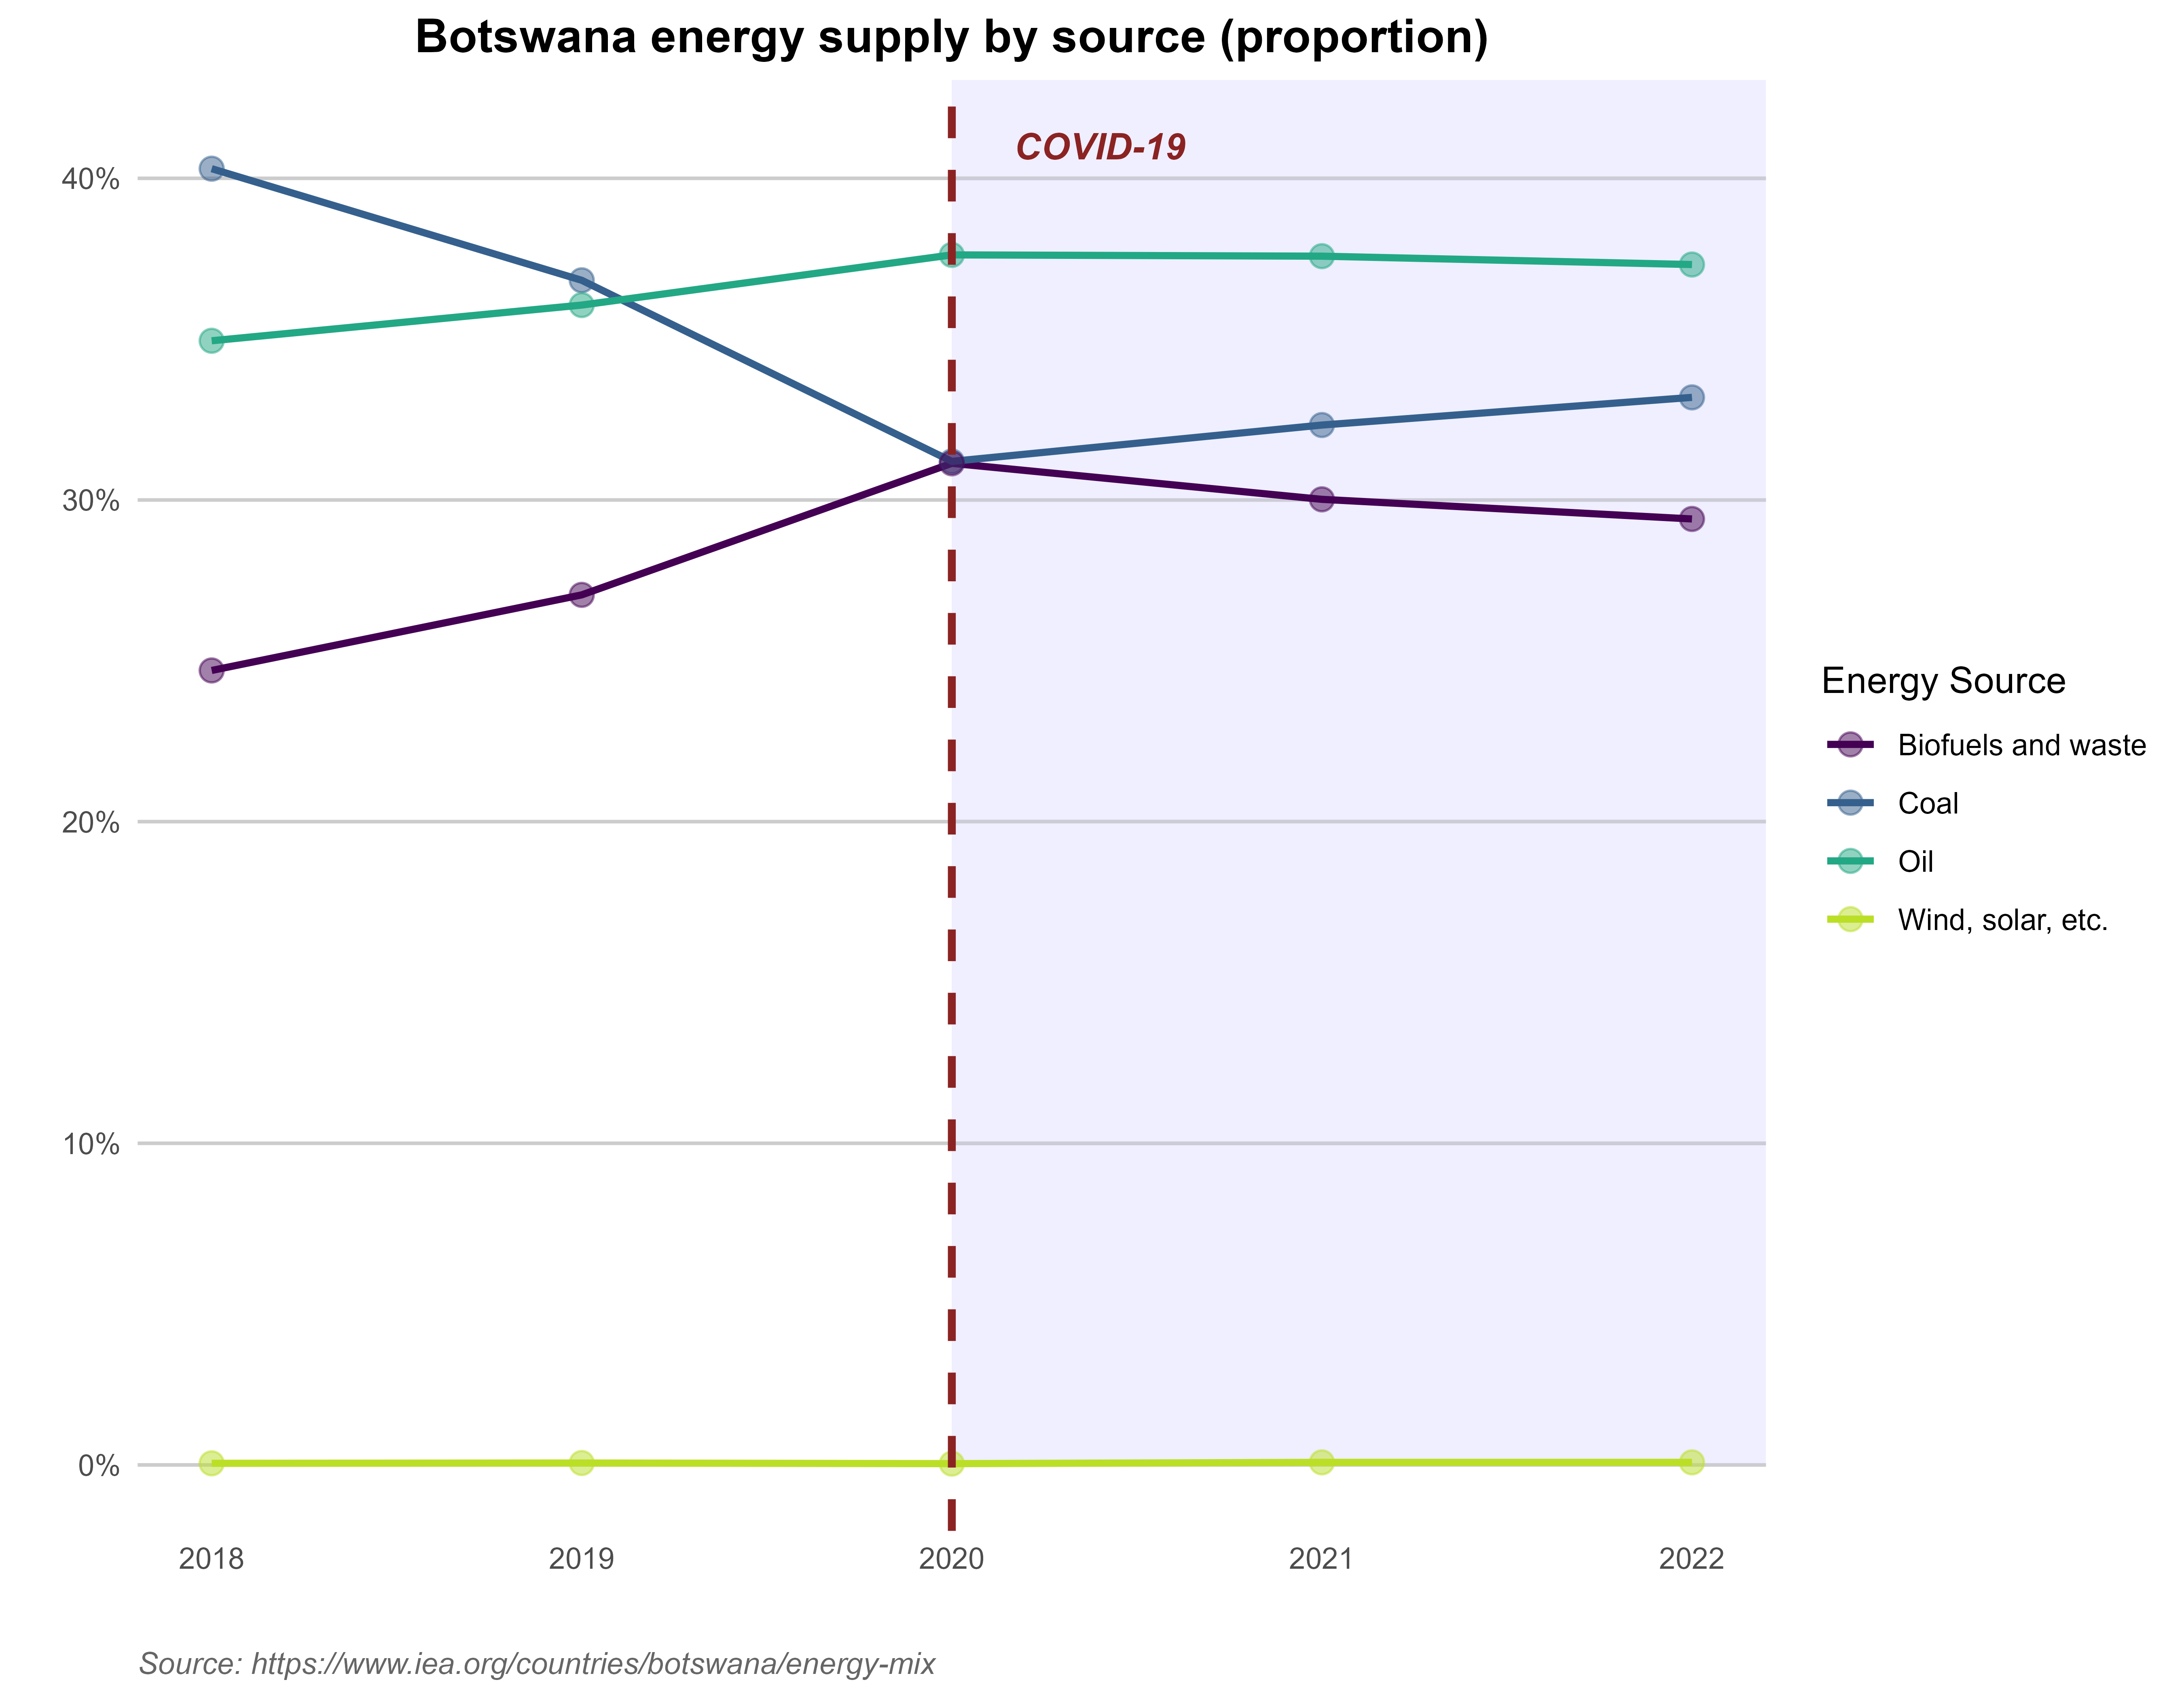 Botswana energy supply by source (proportion)
COVID-19
40%
30%
20%
10%
0%
2018
2019
2020
2021
2022
Energy Source
Biofuels and waste
Coal
Oil
Wind, solar, etc.
Source: https://www.iea.org/countries/botswana/energy-mix